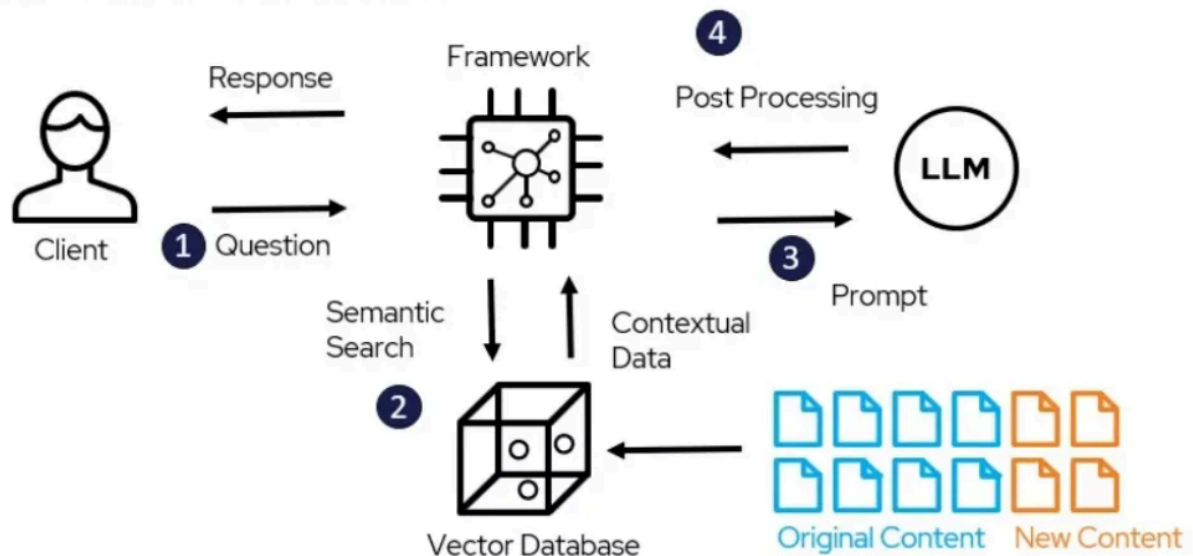 4
Framework
Response
Post Processing
LLM
Client
1
Question
3
Prompt
Semantic
Search
Contextual
Data
2
Vector Database
Original Content
New Content